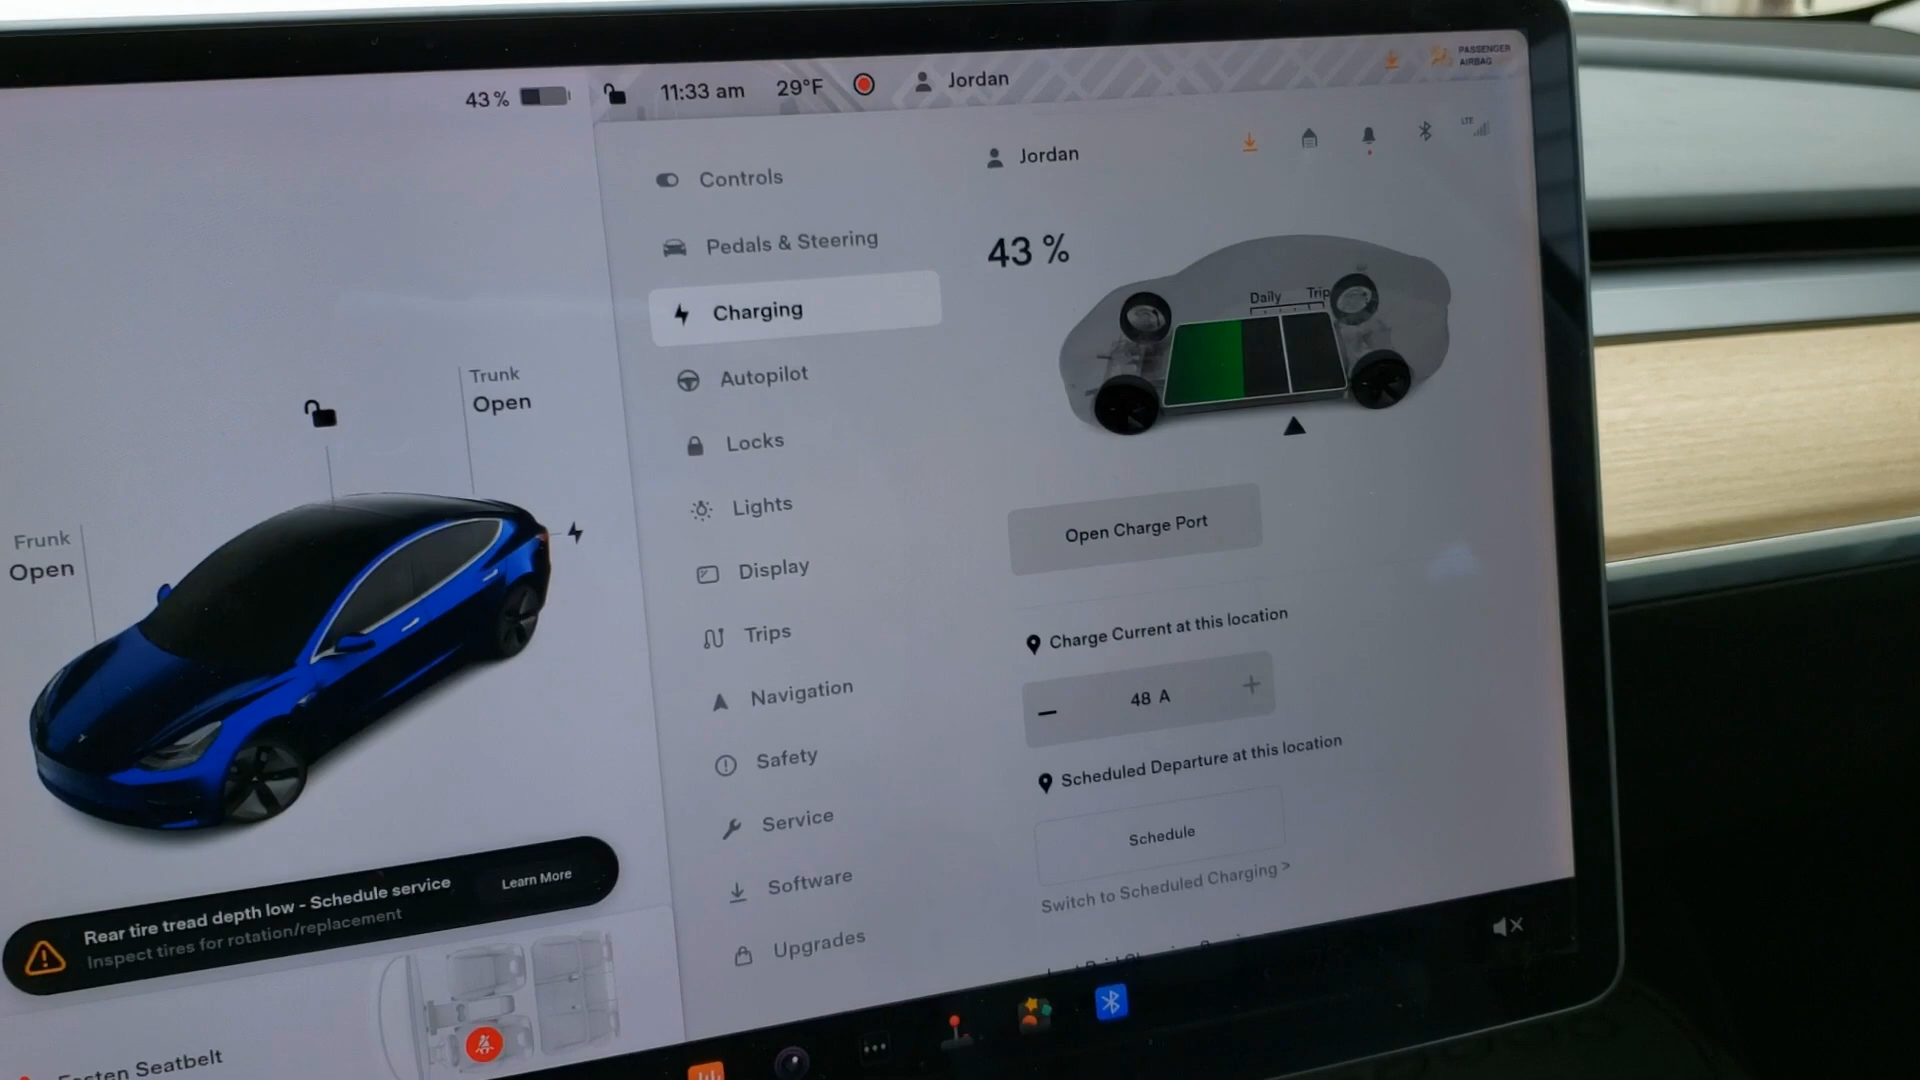 43 %
11:33 am
29°F
Jordan
PASSENGER
AIRBAG
LTE
Trunk
Open
Frunk
Open
Rear tire tread depth low - Schedule service
Inspect tires for rotation/replacement
Learn More
Fasten Seatbelt
Controls
Pedals & Steering
Charging
Autopilot
Locks
Lights
Display
Trips
Navigation
Safety
Service
Software
Upgrades
Jordan
43 %
Daily
Trip
Open Charge Port
Charge Current at this location
48 A
Scheduled Departure at this location
Schedule
Switch to Scheduled Charging >